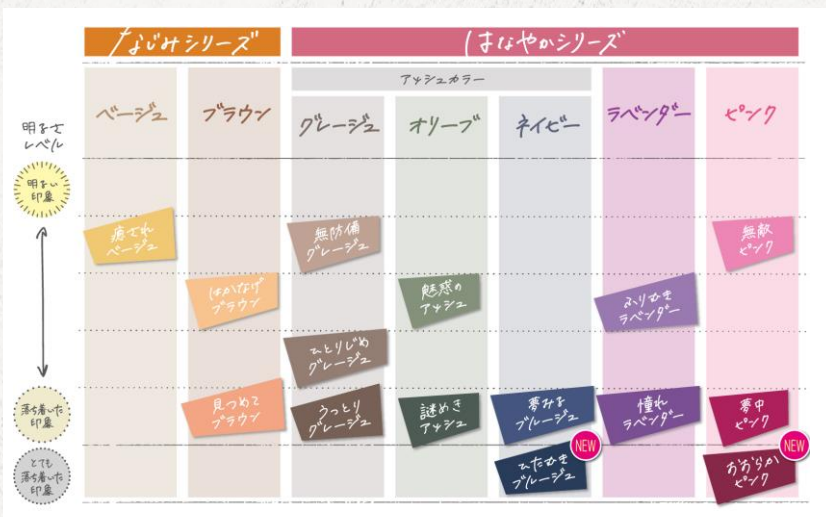 なじみシリーズ
はなやかシリーズ
アッシュカラー
ベージュ
ブラウン
グレージュ
オリーブ
ネイビー
ラベンダー
ピンク
明るさ
レベル
明るい
印象
癒され
ベージュ
無防備
グレージュ
無敵
ピンク
はかなげ
ブラウン
魅惑の
アッシュ
ふりむき
ラベンダー
ひとりじめ
グレージュ
落ち着いた
印象
見つめて
ブラウン
うっとり
グレージュ
謎めき
アッシュ
夢みる
ブルージュ
憧れ
ラベンダー
夢中
ピンク
とても
落ち着いた
印象
NEW
ひたむき
ブルージュ
NEW
おおらか
ピンク